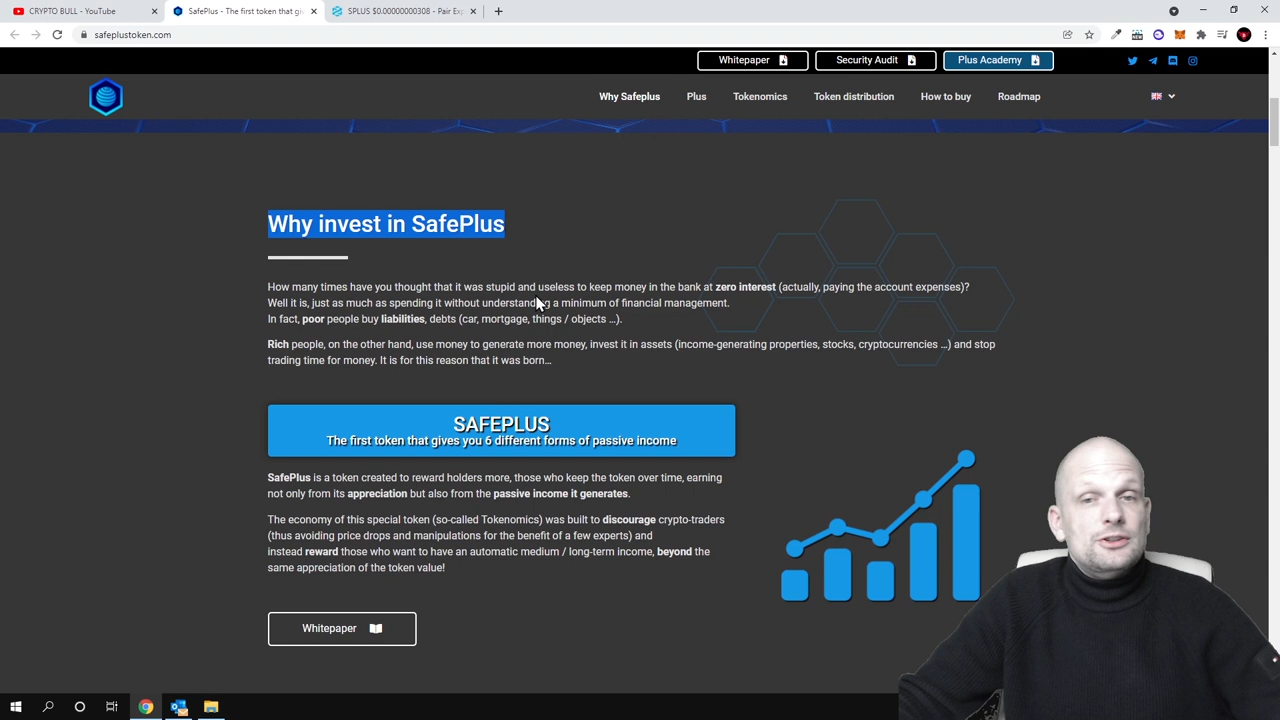 CRYPTO BULL - YouTube
SafePlus - The first token that gi
SPLUS $0.00000000308 - Pair Ex
safeplustoken.com
Whitepaper
Security Audit
Plus Academy
Why Safeplus
Plus
Tokenomics
Token distribution
How to buy
Roadmap
Why invest in SafePlus
How many times have you thought that it was stupid and useless to keep money in the bank at zero interest (actually, paying the account expenses)?
Well it is, just as much as spending it without understanding a minimum of financial management.
In fact, poor people buy liabilities, debts (car, mortgage, things / objects ...).
Rich people, on the other hand, use money to generate more money, invest it in assets (income-generating properties, stocks, cryptocurrencies ...) and stop
trading time for money. It is for this reason that it was born...
SAFEPLUS
The first token that gives you 6 different forms of passive income
SafePlus is a token created to reward holders more, those who keep the token over time, earning
not only from its appreciation but also from the passive income it generates.
The economy of this special token (so-called Tokenomics) was built to discourage crypto-traders
(thus avoiding price drops and manipulations for the benefit of a few experts) and
instead reward those who want to have an automatic medium / long-term income, beyond the
same appreciation of the token value!
Whitepaper